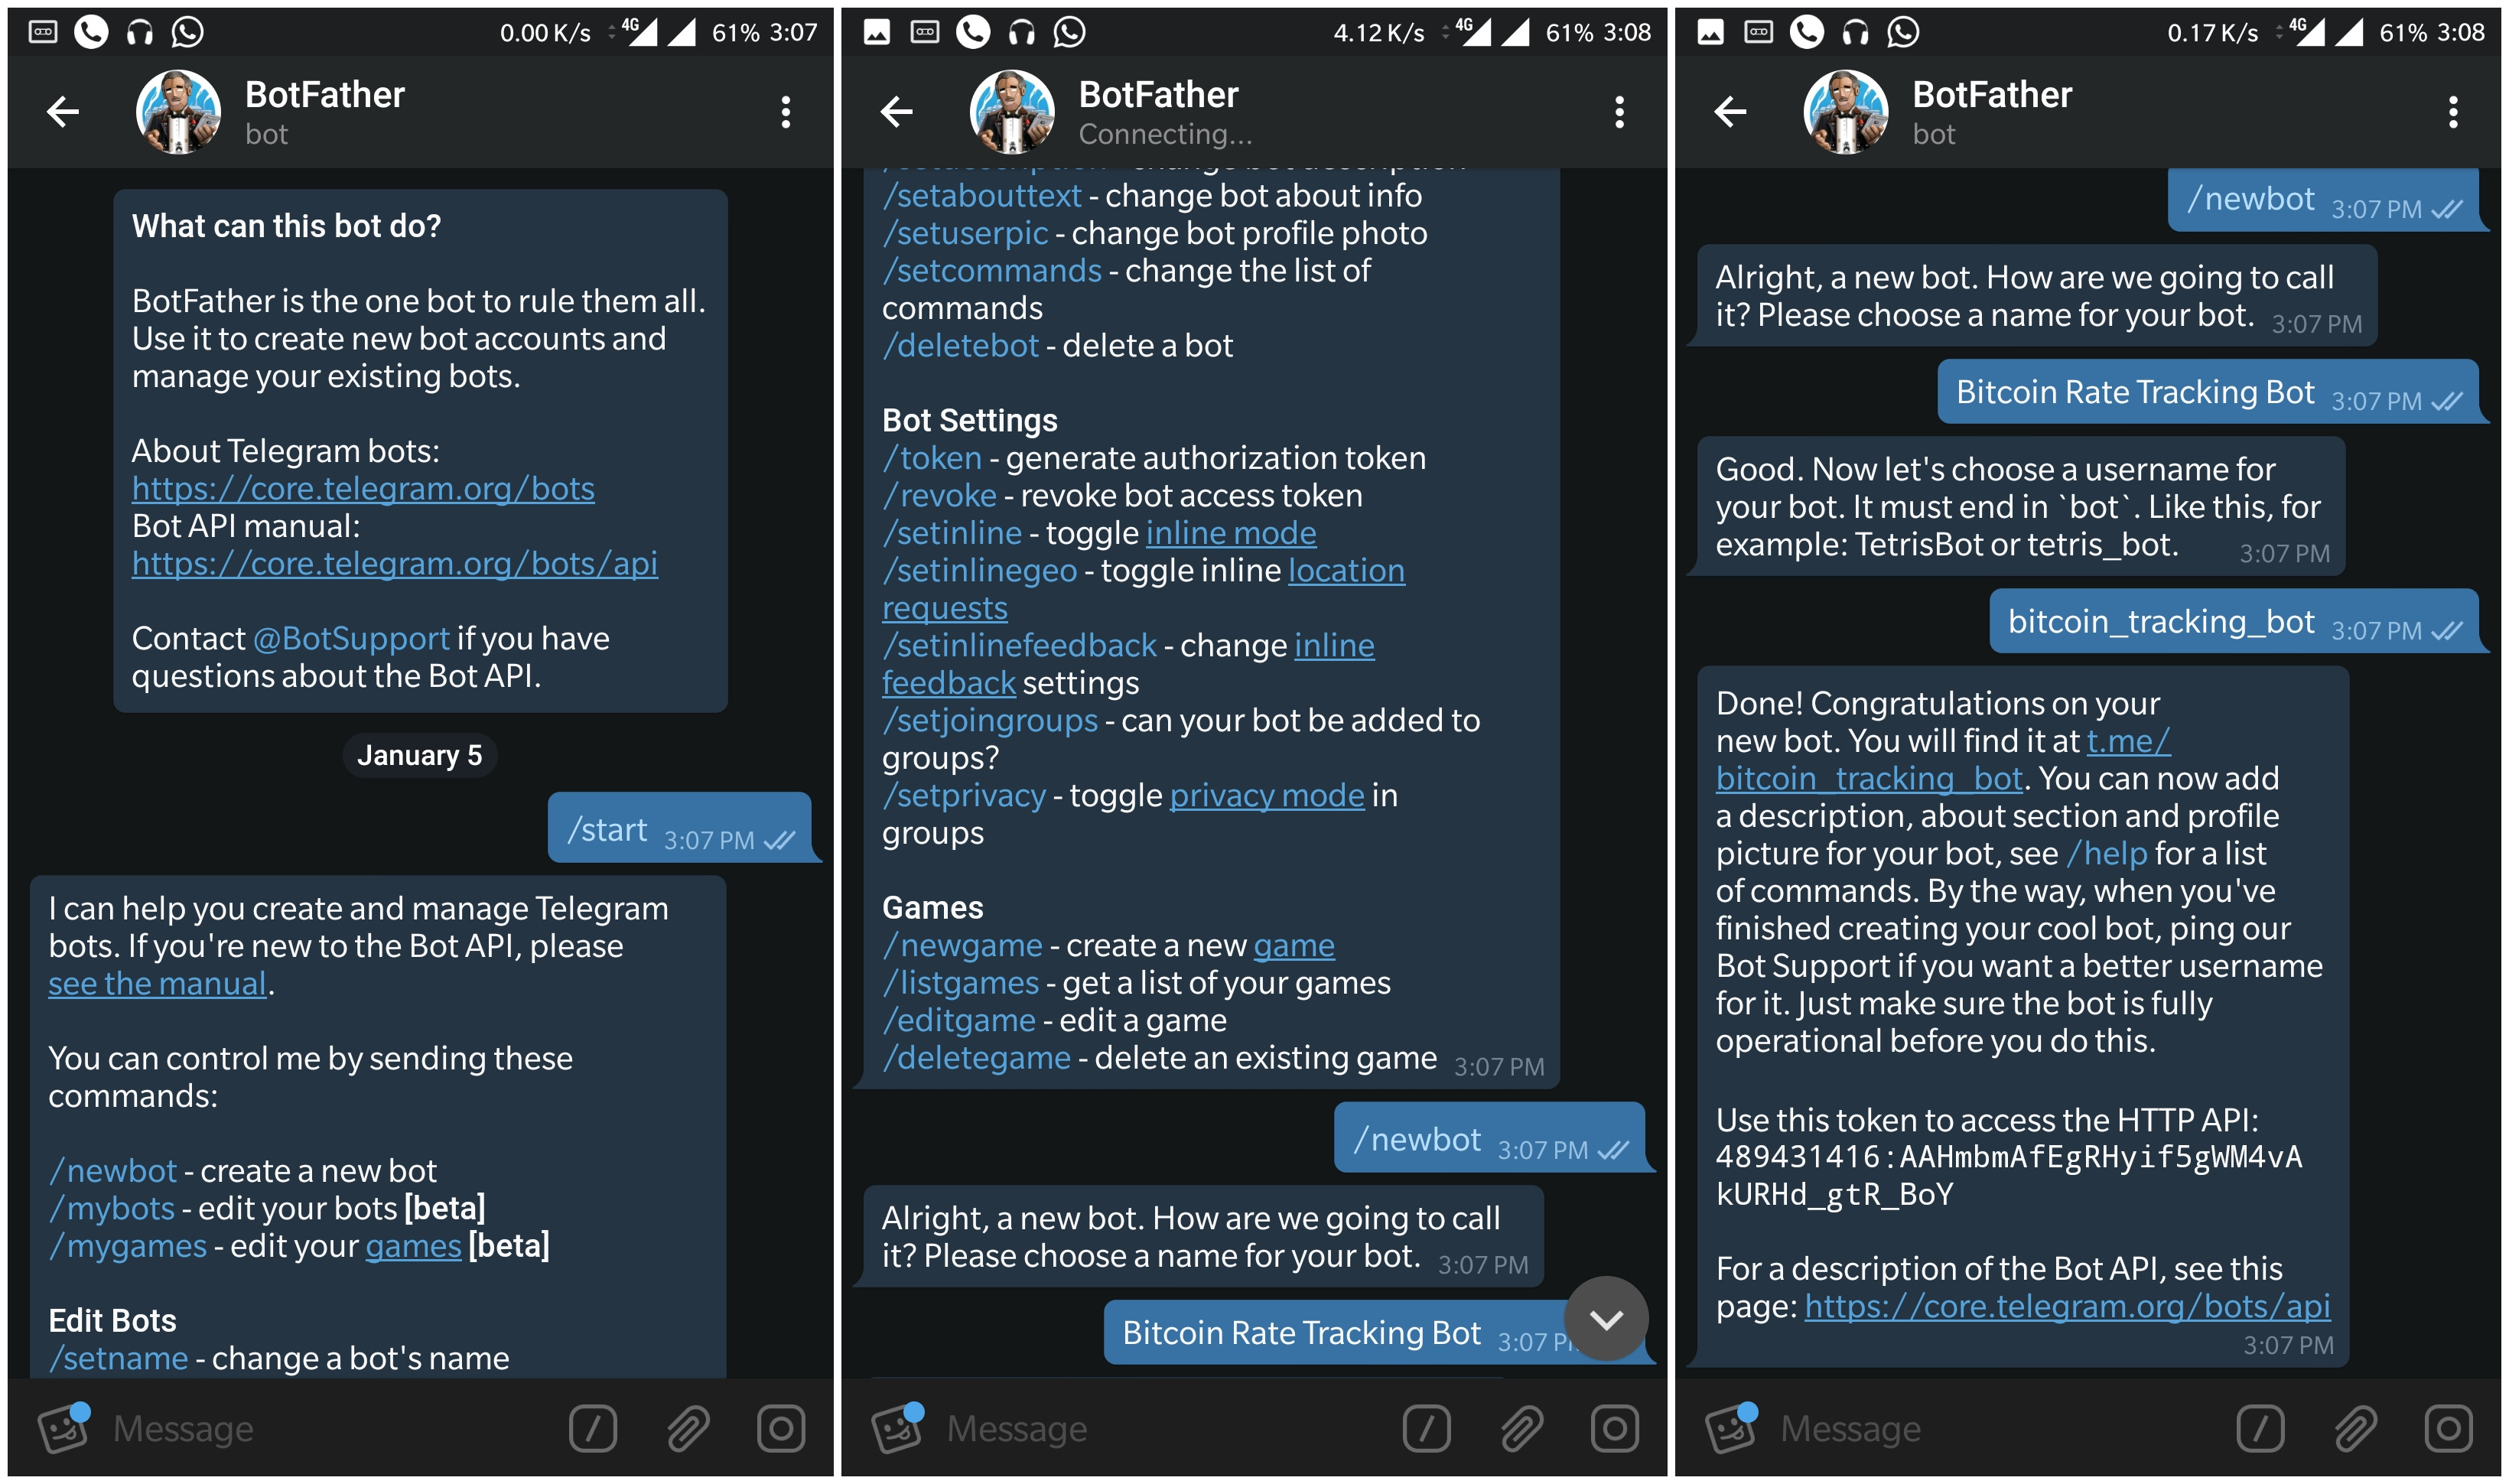 0.00 K/s 4G 61% 3:07
BotFather
bot
What can this bot do?
BotFather is the one bot to rule them all.
Use it to create new bot accounts and
manage your existing bots.
About Telegram bots:
https://core.telegram.org/bots
Bot API manual:
https://core.telegram.org/bots/api
Contact @BotSupport if you have
questions about the Bot API.
January 5
/start 3:07 PM
I can help you create and manage Telegram
bots. If you're new to the Bot API, please
see the manual.
You can control me by sending these
commands:
/newbot - create a new bot
/mybots - edit your bots [beta]
/mygames - edit your games [beta]
Edit Bots
/setname - change a bot's name
Message
4.12 K/s 4G 61% 3:08
BotFather
Connecting...
/setdescription - change bot description
/setabouttext - change bot about info
/setuserpic - change bot profile photo
/setcommands - change the list of
commands
/deletebot - delete a bot
Bot Settings
/token - generate authorization token
/revoke - revoke bot access token
/setinline - toggle inline mode
/setinlinegeo - toggle inline location
requests
/setinlinefeedback - change inline
feedback settings
/setjoingroups - can your bot be added to
groups?
/setprivacy - toggle privacy mode in
groups
Games
/newgame - create a new game
/listgames - get a list of your games
/editgame - edit a game
/deletegame - delete an existing game 3:07 PM
/newbot 3:07 PM
Alright, a new bot. How are we going to call
it? Please choose a name for your bot. 3:07 PM
Bitcoin Rate Tracking Bot 3:07
Message
0.17 K/s 4G 61% 3:08
BotFather
bot
/newbot 3:07 PM
Alright, a new bot. How are we going to call
it? Please choose a name for your bot. 3:07 PM
Bitcoin Rate Tracking Bot 3:07 PM
Good. Now let's choose a username for
your bot. It must end in `bot`. Like this, for
example: TetrisBot or tetris_bot. 3:07 PM
bitcoin_tracking_bot 3:07 PM
Done! Congratulations on your
new bot. You will find it at t.me/
bitcoin_tracking_bot. You can now add
a description, about section and profile
picture for your bot, see /help for a list
of commands. By the way, when you've
finished creating your cool bot, ping our
Bot Support if you want a better username
for it. Just make sure the bot is fully
operational before you do this.
Use this token to access the HTTP API:
489431416:AAHmbmAfEgRHyif5gWM4vA
kURHd_gtR_BoY
For a description of the Bot API, see this
page: https://core.telegram.org/bots/api
3:07 PM
Message